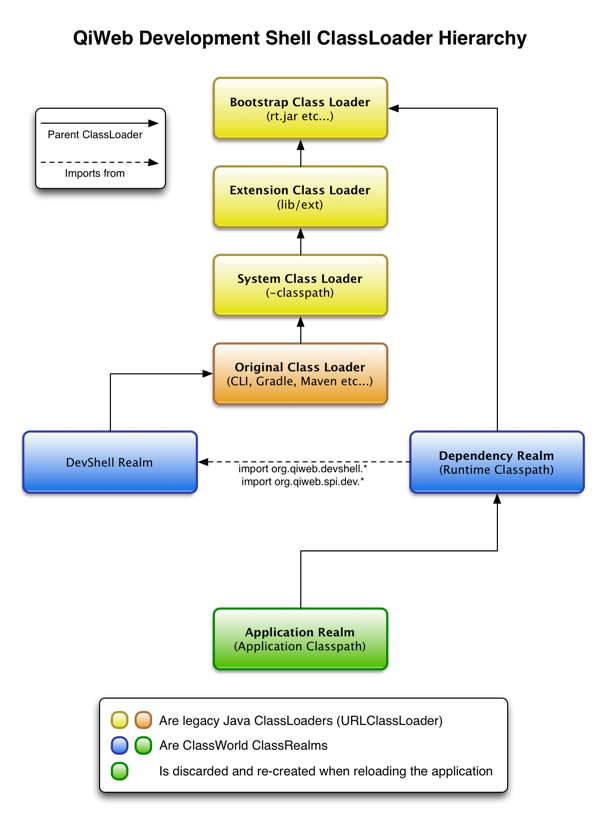 QiWeb Development Shell ClassLoader Hierarchy
Bootstrap Class Loader
(rt.jar etc...)
Parent ClassLoader
Imports from
Extension Class Loader
(lib/ext)
System Class Loader
(-classpath)
Original Class Loader
(CLI, Gradle, Maven etc...)
DevShell Realm
import org.qiweb.devshell.*
import org.qiweb.spi.dev.*
Dependency Realm
(Runtime Classpath)
Application Realm
(Application Classpath)
Are legacy Java ClassLoaders (URLClassLoader)
Are ClassWorld ClassRealms
Is discarded and re-created when reloading the application